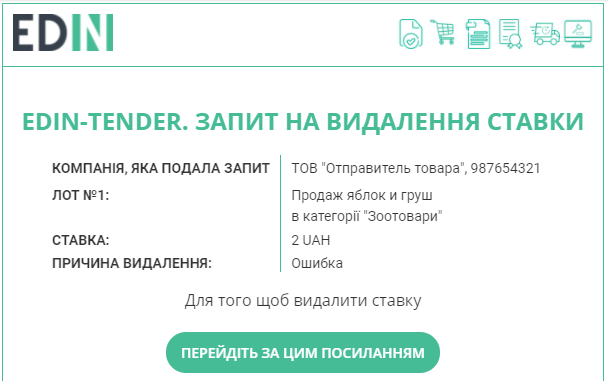 EDIN
EDIN-TENDER. ЗАПИТ НА ВИДАЛЕННЯ СТАВКИ
КОМПАНІЯ, ЯКА ПОДАЛА ЗАПИТ ТОВ "Отправитель товара", 987654321
ЛОТ №1: Продаж яблок и груш
в категорії "Зоотовари"
СТАВКА: 2 UAH
ПРИЧИНА ВИДАЛЕННЯ: Ошибка
Для того щоб видалити ставку
ПЕРЕЙДІТЬ ЗА ЦИМ ПОСИЛАННЯМ